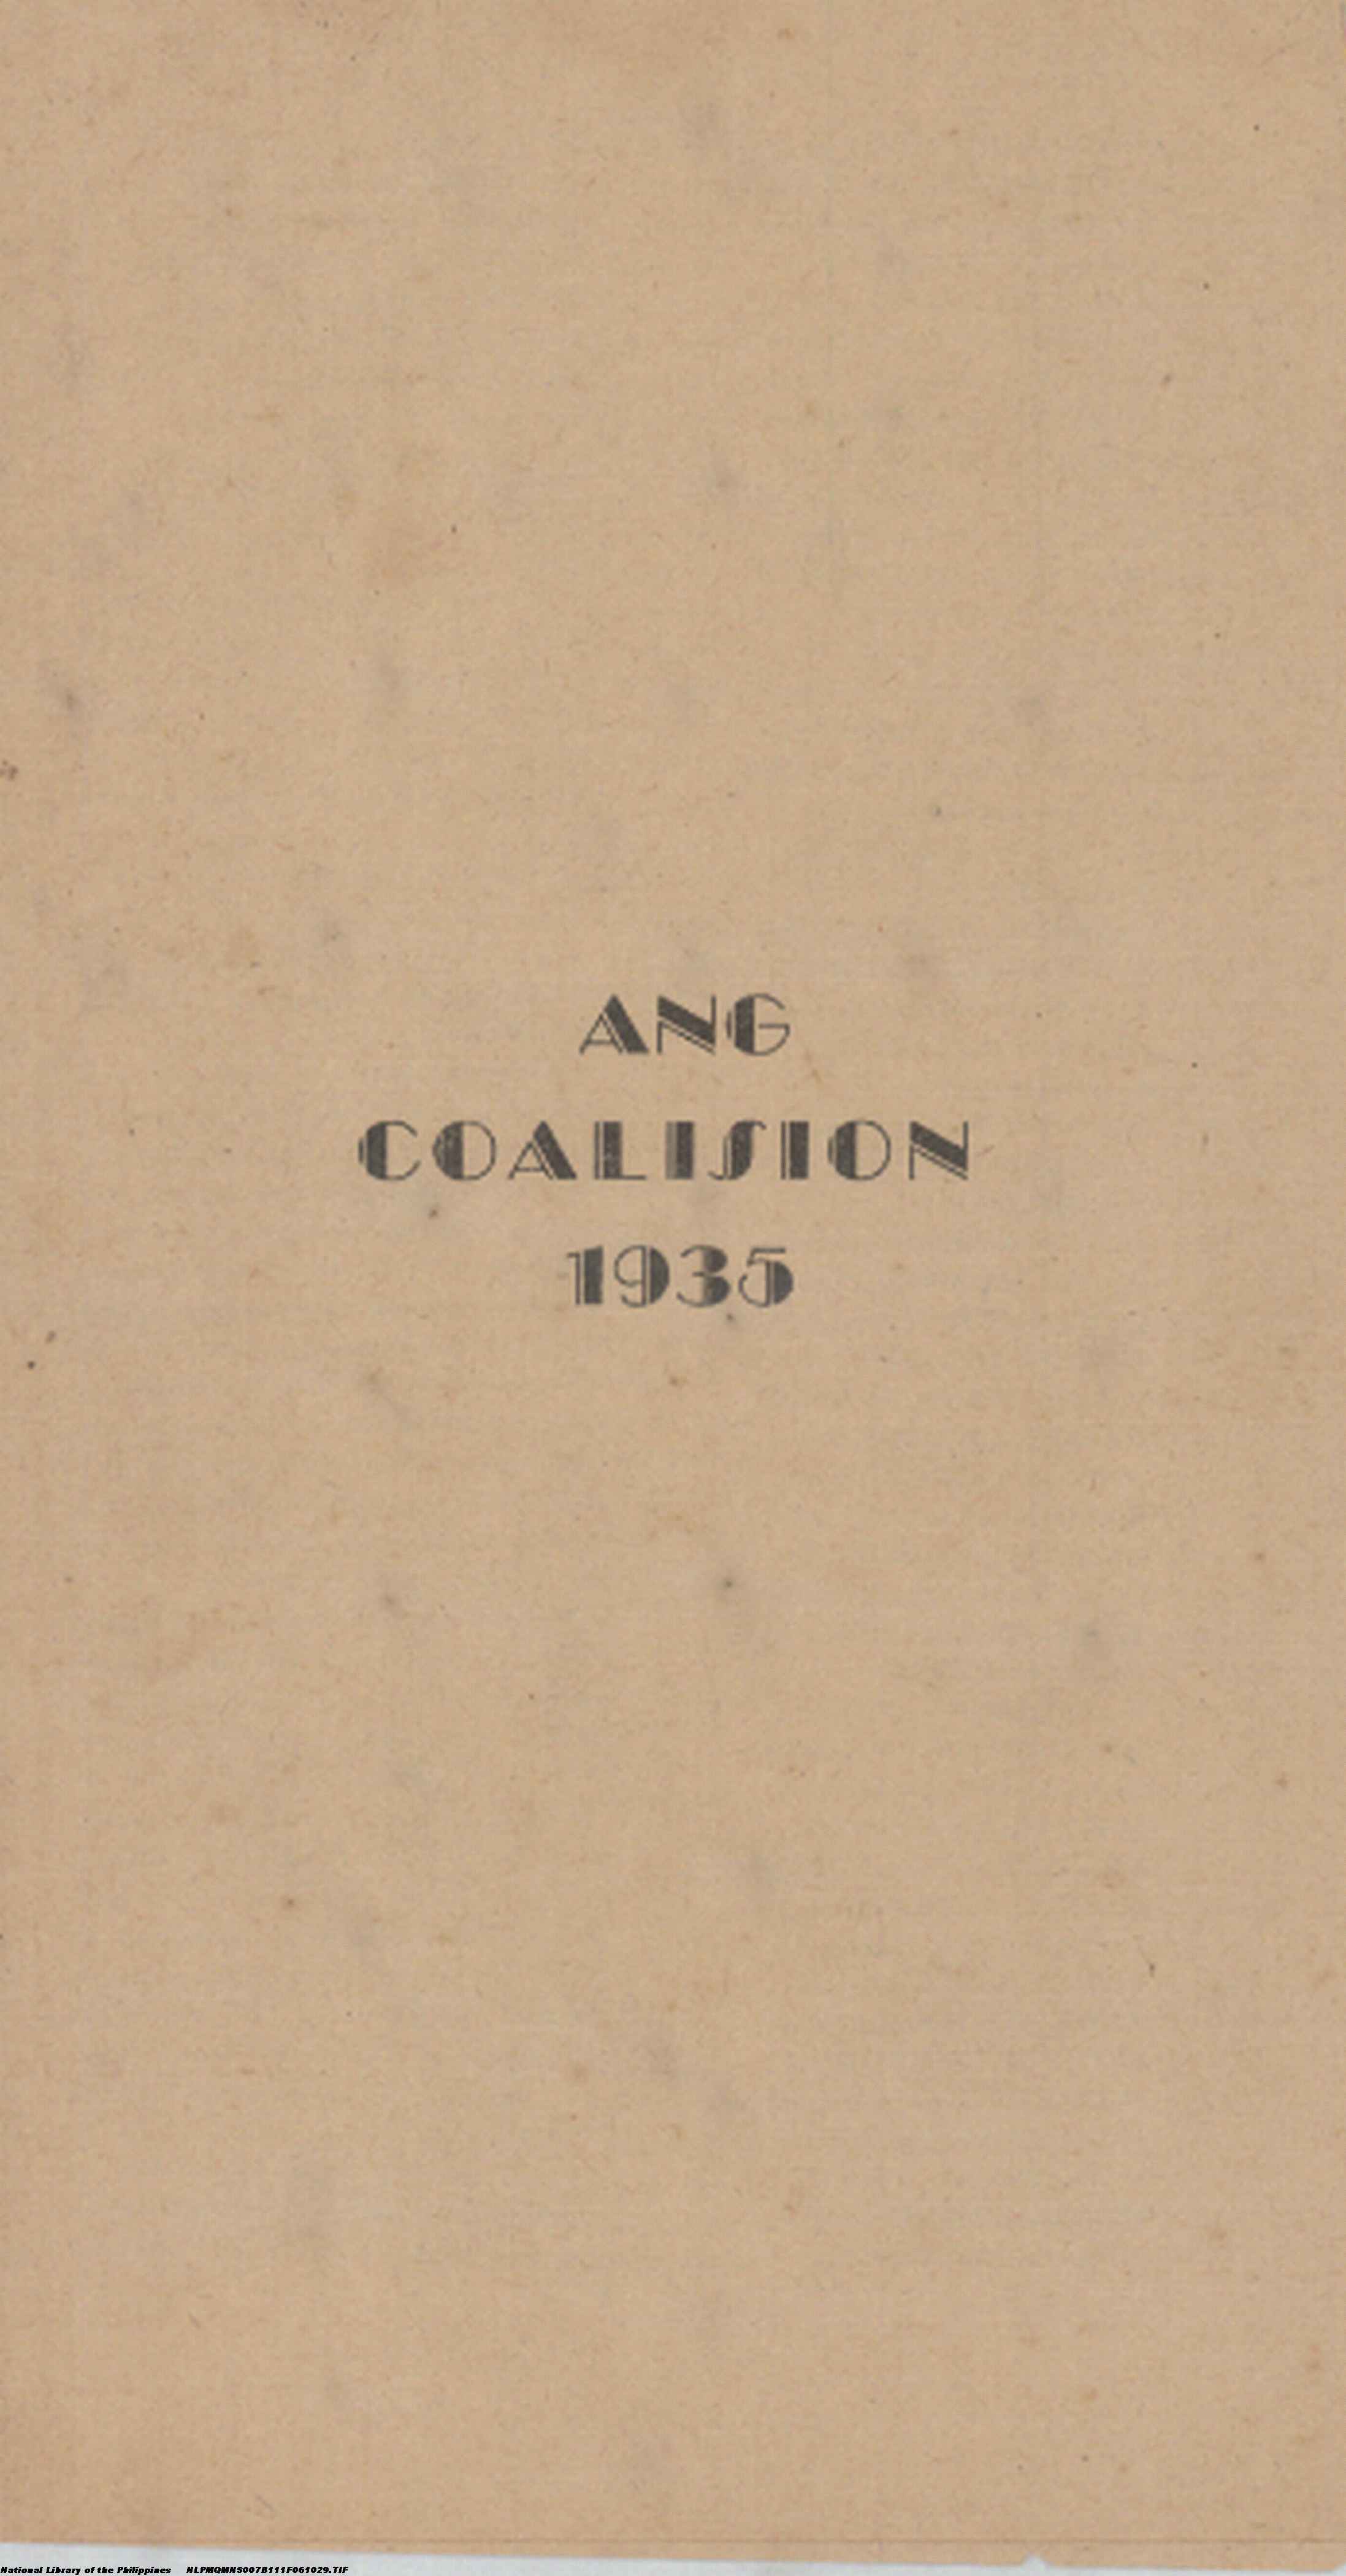 ANG
COALISION
1935
National Library of the Philippines NLPMQMNS007B111F061029.TIF